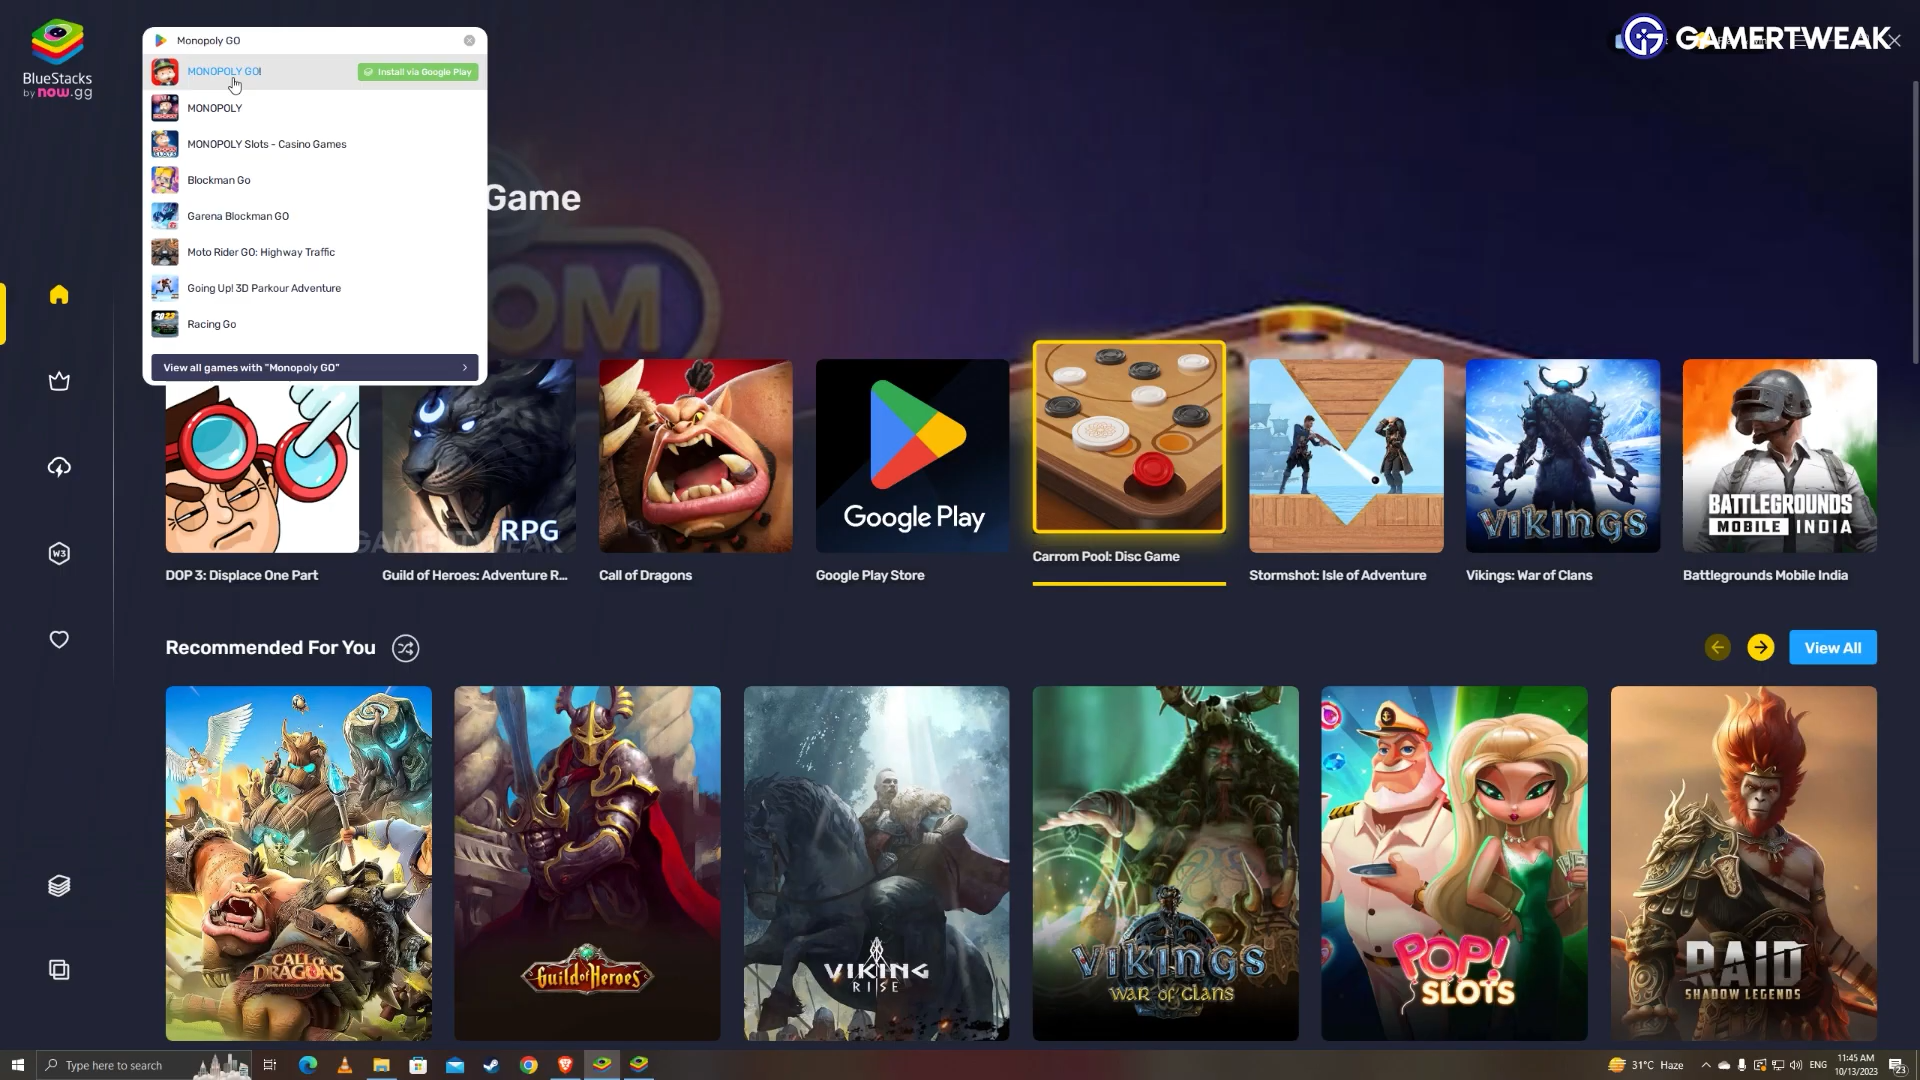 BlueStacks
by now.gg
Monopoly GO
MONOPOLY GO!
Install via Google Play
MONOPOLY
MONOPOLY Slots - Casino Games
Blockman Go
Garena Blockman GO
Moto Rider GO: Highway Traffic
Going Up! 3D Parkour Adventure
2023
Racing Go
View all games with "Monopoly GO"
GAMERTWEAK
Game
OM
RPG
Google Play
VIKINGS
BATTLEGROUNDS
MOBILE INDIA
GAMERTWEAK
DOP 3: Displace One Part
Guild of Heroes: Adventure R...
Call of Dragons
Google Play Store
Carrom Pool: Disc Game
Stormshot: Isle of Adventure
Vikings: War of Clans
Battlegrounds Mobile India
W3
Recommended For You
View All
CALL OF
DRAGONS
Guild of Heroes
VIKING
RISE
VIKINGS
WAR OF CLANS
POP!
SLOTS
RAID
SHADOW LEGENDS
Type here to search
31°C Haze
ENG
11:45 AM
10/13/2023
23